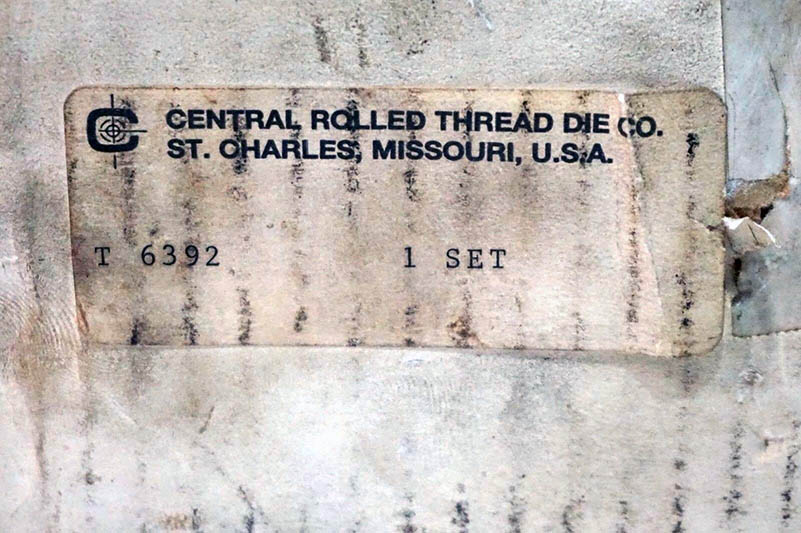 CENTRAL ROLLED THREAD DIE CO.
ST. CHARLES, MISSOURI, U.S.A.
T 6392 1 SET